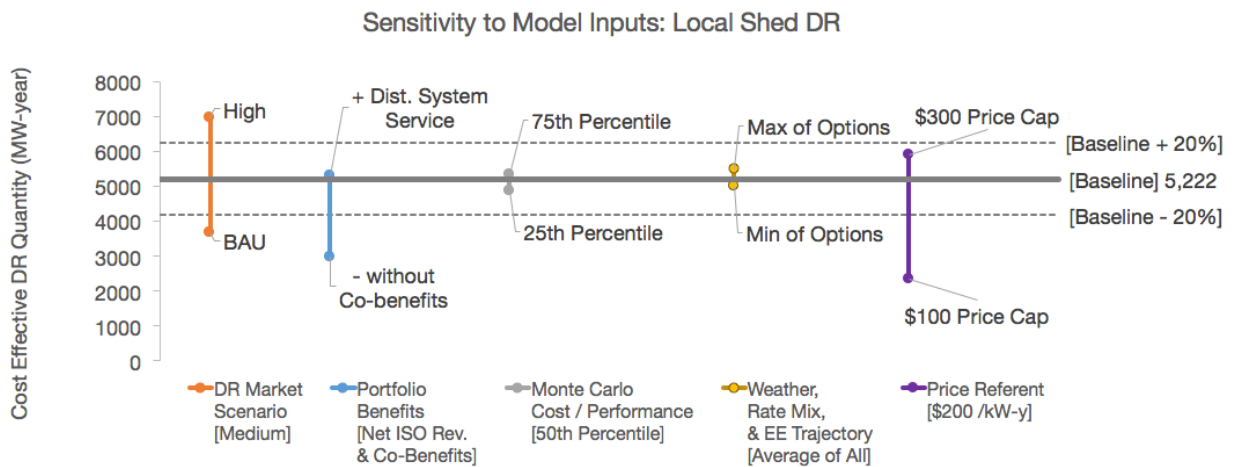 Sensitivity to Model Inputs: Local Shed DR
Cost Effective DR Quantity (MW-year)
8000
7000
6000
5000
4000
3000
2000
1000
0
High
BAU
+ Dist. System
Service
- without
Co-benefits
75th Percentile
25th Percentile
Max of Options
Min of Options
$300 Price Cap
$100 Price Cap
[Baseline + 20%]
[Baseline] 5,222
[Baseline - 20%]
DR Market
Scenario
[Medium]
Portfolio
Benefits
[Net ISO Rev.
& Co-Benefits]
Monte Carlo
Cost / Performance
[50th Percentile]
Weather,
Rate Mix,
& EE Trajectory
[Average of All]
Price Referent
[$200 /kW-y]